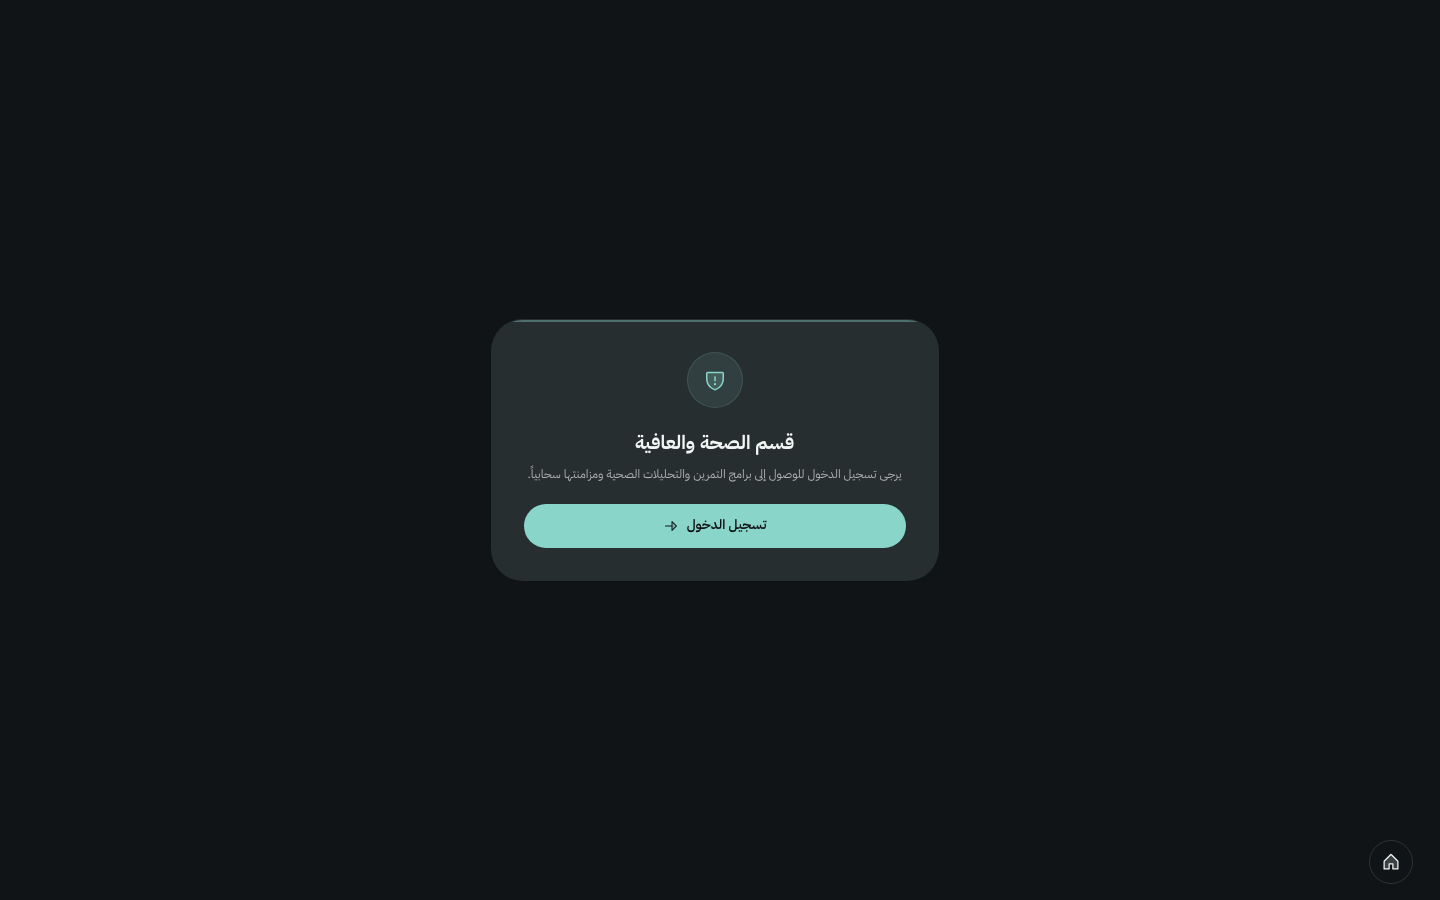 قسم الصحة والعافية
يرجى تسجيل الدخول للوصول إلى برامج التمرين والتحليلات الصحية ومزامنتها سحابياً.
تسجيل الدخول